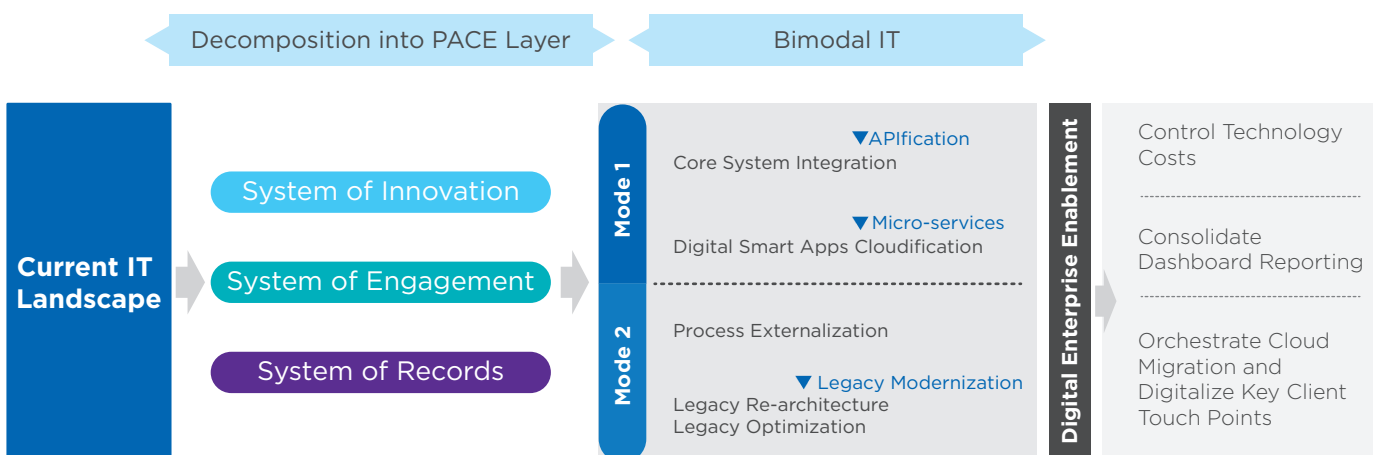 Decomposition into PACE Layer
Bimodal IT
Current IT
Landscape
System of Innovation
System of Engagement
System of Records
Mode 1
▼APIfication
Core System Integration
▼Micro-services
Digital Smart Apps Cloudification
Mode 2
Process Externalization
▼ Legacy Modernization
Legacy Re-architecture
Legacy Optimization
Digital Enterprise Enablement
Control Technology
Costs
Consolidate
Dashboard Reporting
Orchestrate Cloud
Migration and
Digitalize Key Client
Touch Points